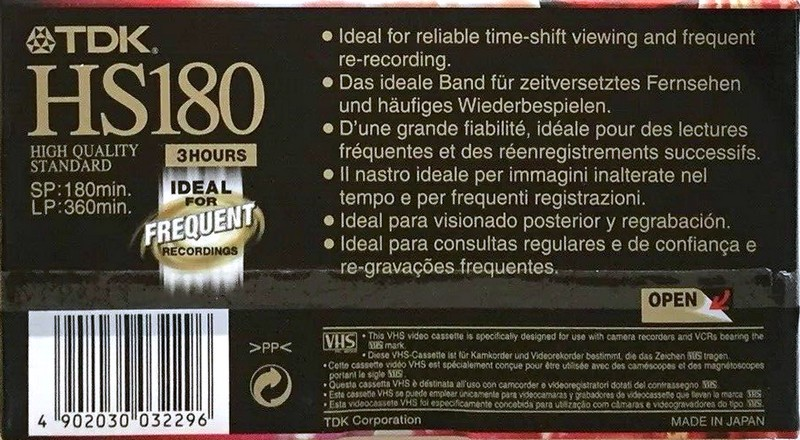 TDK.
HS180
HIGH QUALITY
STANDARD
3HOURS
SP:180min.
LP:360min.
IDEAL
FOR
FREQUENT
RECORDINGS
• Ideal for reliable time-shift viewing and frequent
re-recording.
• Das ideale Band für zeitversetztes Fernsehen
und häufiges Wiederbespielen.
• D'une grande fiabilité, idéale pour des lectures
fréquentes et des réenregistrements successifs.
• Il nastro ideale per immagini inalterate nel
tempo e per frequenti registrazioni.
• Ideal para visionado posterior y regrabación.
• Ideal para consultas regulares e de confiança e
re-gravações frequentes.
OPEN
4 902030 032296
>PP<
VHS
• This VHS video cassette is specifically designed for use with camera recorders and VCRs bearing the
VHS mark.
• Diese VHS-Cassette ist für Kamkorder und Videorekorder bestimmt, die das Zeichen VHS tragen.
• Cette cassette vidéo VHS est spécialement conçue pour être utilisée avec des caméscopes et des magnétoscopes
portant le sigle VHS.
• Questa cassetta VHS è destinata all'uso con camcorder e videoregistratori dotati del contrassegno VHS.
• Este cassette VHS se puede emplear únicamente para videocamaras y grabadores de videocassette que llevan la marca VHS.
• Esta videocassete VHS foi especificamente concebida para utilização com câmaras e videogravadores do tipo VHS.
TDK Corporation
MADE IN JAPAN